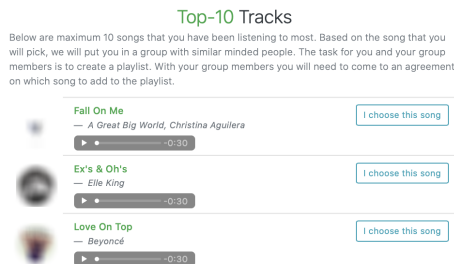 Top-10 Tracks
Below are maximum 10 songs that you have been listening to most. Based on the song that you
will pick, we will put you in a group with similar minded people. The task for you and your group
members is to create a playlist. With your group members you will need to come to an agreement
on which song to add to the playlist.
Fall On Me
— A Great Big World, Christina Aguilera
-0:30
I choose this song
Ex's & Oh's
— Elle King
-0:30
I choose this song
Love On Top
— Beyoncé
-0:30
I choose this song